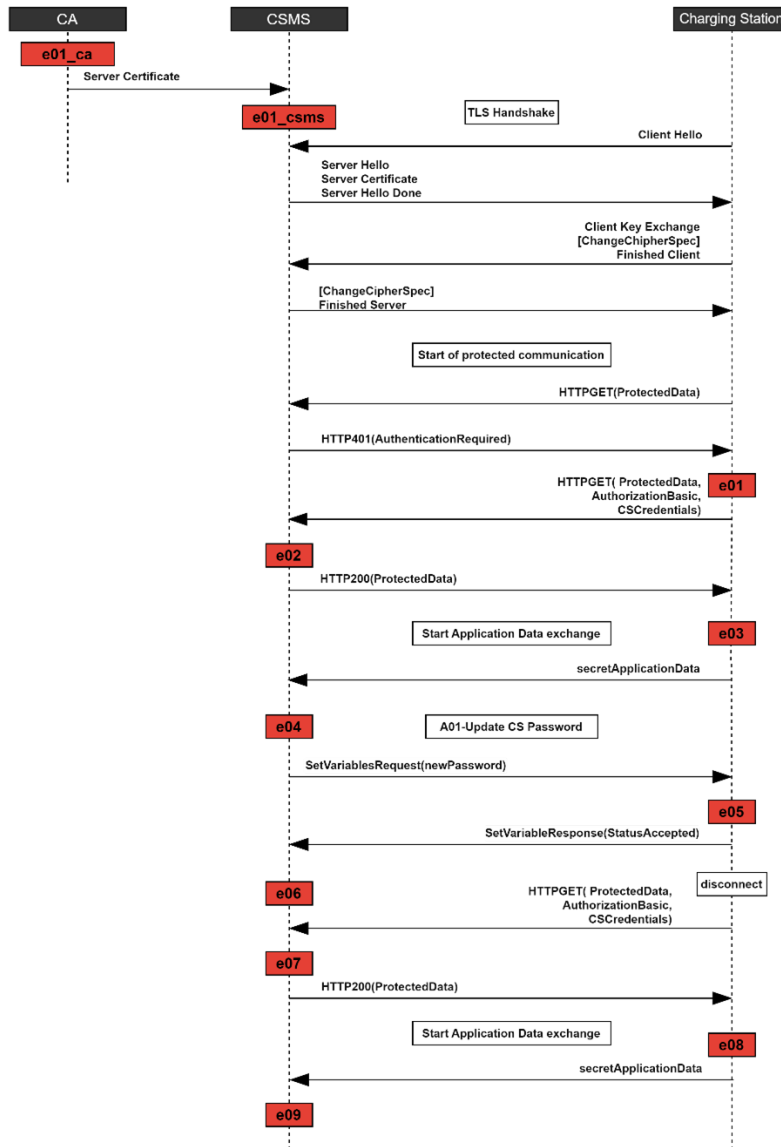 CA
CSMS
Charging Station
e01_ca
Server Certificate
e01_csms
TLS Handshake
Client Hello
Server Hello
Server Certificate
Server Hello Done
Client Key Exchange
[ChangeChipherSpec]
Finished Client
[ChangeCipherSpec]
Finished Server
Start of protected communication
HTTPGET(ProtectedData)
HTTP401(AuthenticationRequired)
e01
HTTPGET( ProtectedData,
AuthorizationBasic,
CSCredentials)
e02
HTTP200(ProtectedData)
Start Application Data exchange
e03
secretApplicationData
e04
A01-Update CS Password
SetVariablesRequest(newPassword)
e05
SetVariableResponse(StatusAccepted)
disconnect
e06
HTTPGET( ProtectedData,
AuthorizationBasic,
CSCredentials)
e07
HTTP200(ProtectedData)
Start Application Data exchange
e08
secretApplicationData
e09